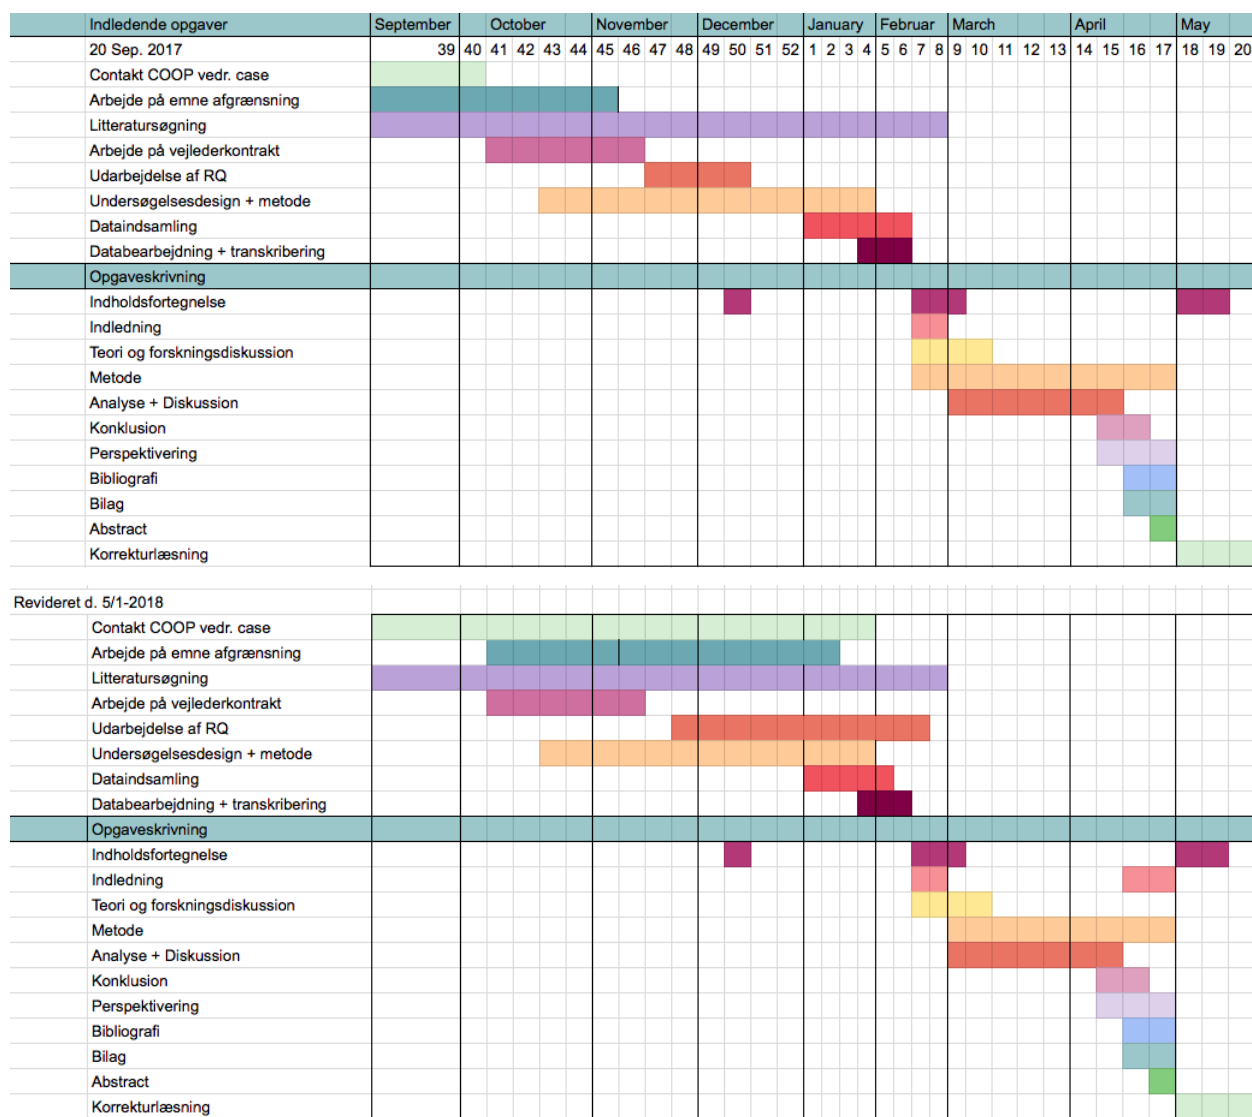 Indledende opgaver September October November December January Februar March April May
20 Sep. 2017 39 40 41 42 43 44 45 46 47 48 49 50 51 52 1 2 3 4 5 6 7 8 9 10 11 12 13 14 15 16 17 18 19 20
Contakt COOP vedr. case
Arbejde på emne afgrænsning
Litteratursøgning
Arbejde på vejlederkontrakt
Udarbejdelse af RQ
Undersøgelsesdesign + metode
Dataindsamling
Databearbejdning + transkribering
Opgaveskrivning
Indholdsfortegnelse
Indledning
Teori og forskningsdiskussion
Metode
Analyse + Diskussion
Konklusion
Perspektivering
Bibliografi
Bilag
Abstract
Korrekturlæsning
Revideret d. 5/1-2018
Contakt COOP vedr. case
Arbejde på emne afgrænsning
Litteratursøgning
Arbejde på vejlederkontrakt
Udarbejdelse af RQ
Undersøgelsesdesign + metode
Dataindsamling
Databearbejdning + transkribering
Opgaveskrivning
Indholdsfortegnelse
Indledning
Teori og forskningsdiskussion
Metode
Analyse + Diskussion
Konklusion
Perspektivering
Bibliografi
Bilag
Abstract
Korrekturlæsning